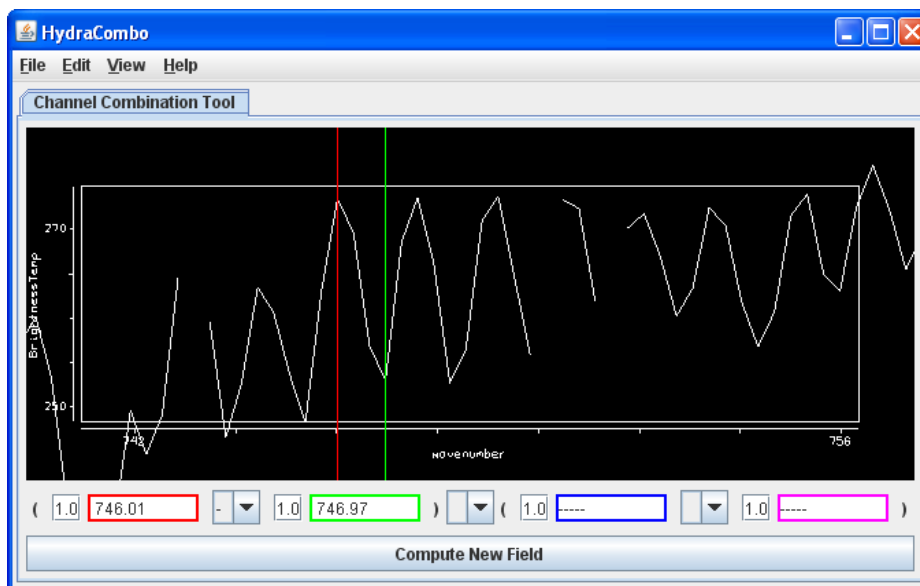 HydraCombo
File Edit View Help
Channel Combination Tool
270
BrightnessTemp
250
742
756
Wavenumber
( 1.0 746.01 - 1.0 746.97 ) ( 1.0 ----- 1.0 ----- )
Compute New Field